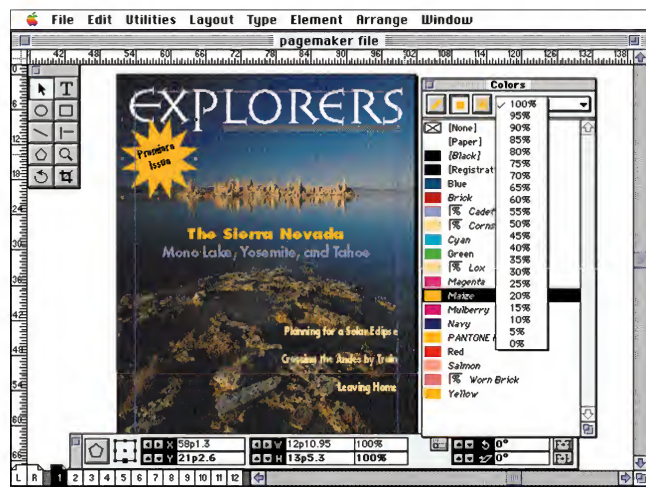 File Edit Utilities Layout Type Element Arrange Window
pagemaker file
42 48 54 60 66 72 78 84 90 96 102 108 114 120 126 132 138
EXPLORERS
Premiere
Issue
The Sierra Nevada
Mono Lake, Yosemite, and Tahoe
Planning for a Solar Eclipse
Crossing the Andes by Train
Leaving Home
Colors
[None]
[Paper]
[Black]
[Registrat
Blue
Brick
% Cadet
% Corns
Cyan
Green
% Lox
Magenta
Maize
Mulberry
Navy
PANTONE
Red
Salmon
% Worn Brick
Yellow
✓ 100%
95%
90%
85%
80%
75%
70%
65%
60%
55%
50%
45%
40%
35%
30%
25%
20%
15%
10%
5%
0%
X 58p1.3 W 12p10.95 100% 0°
Y 21p2.6 H 13p5.3 100% 0°
L R 1 2 3 4 5 6 7 8 9 10 11 12